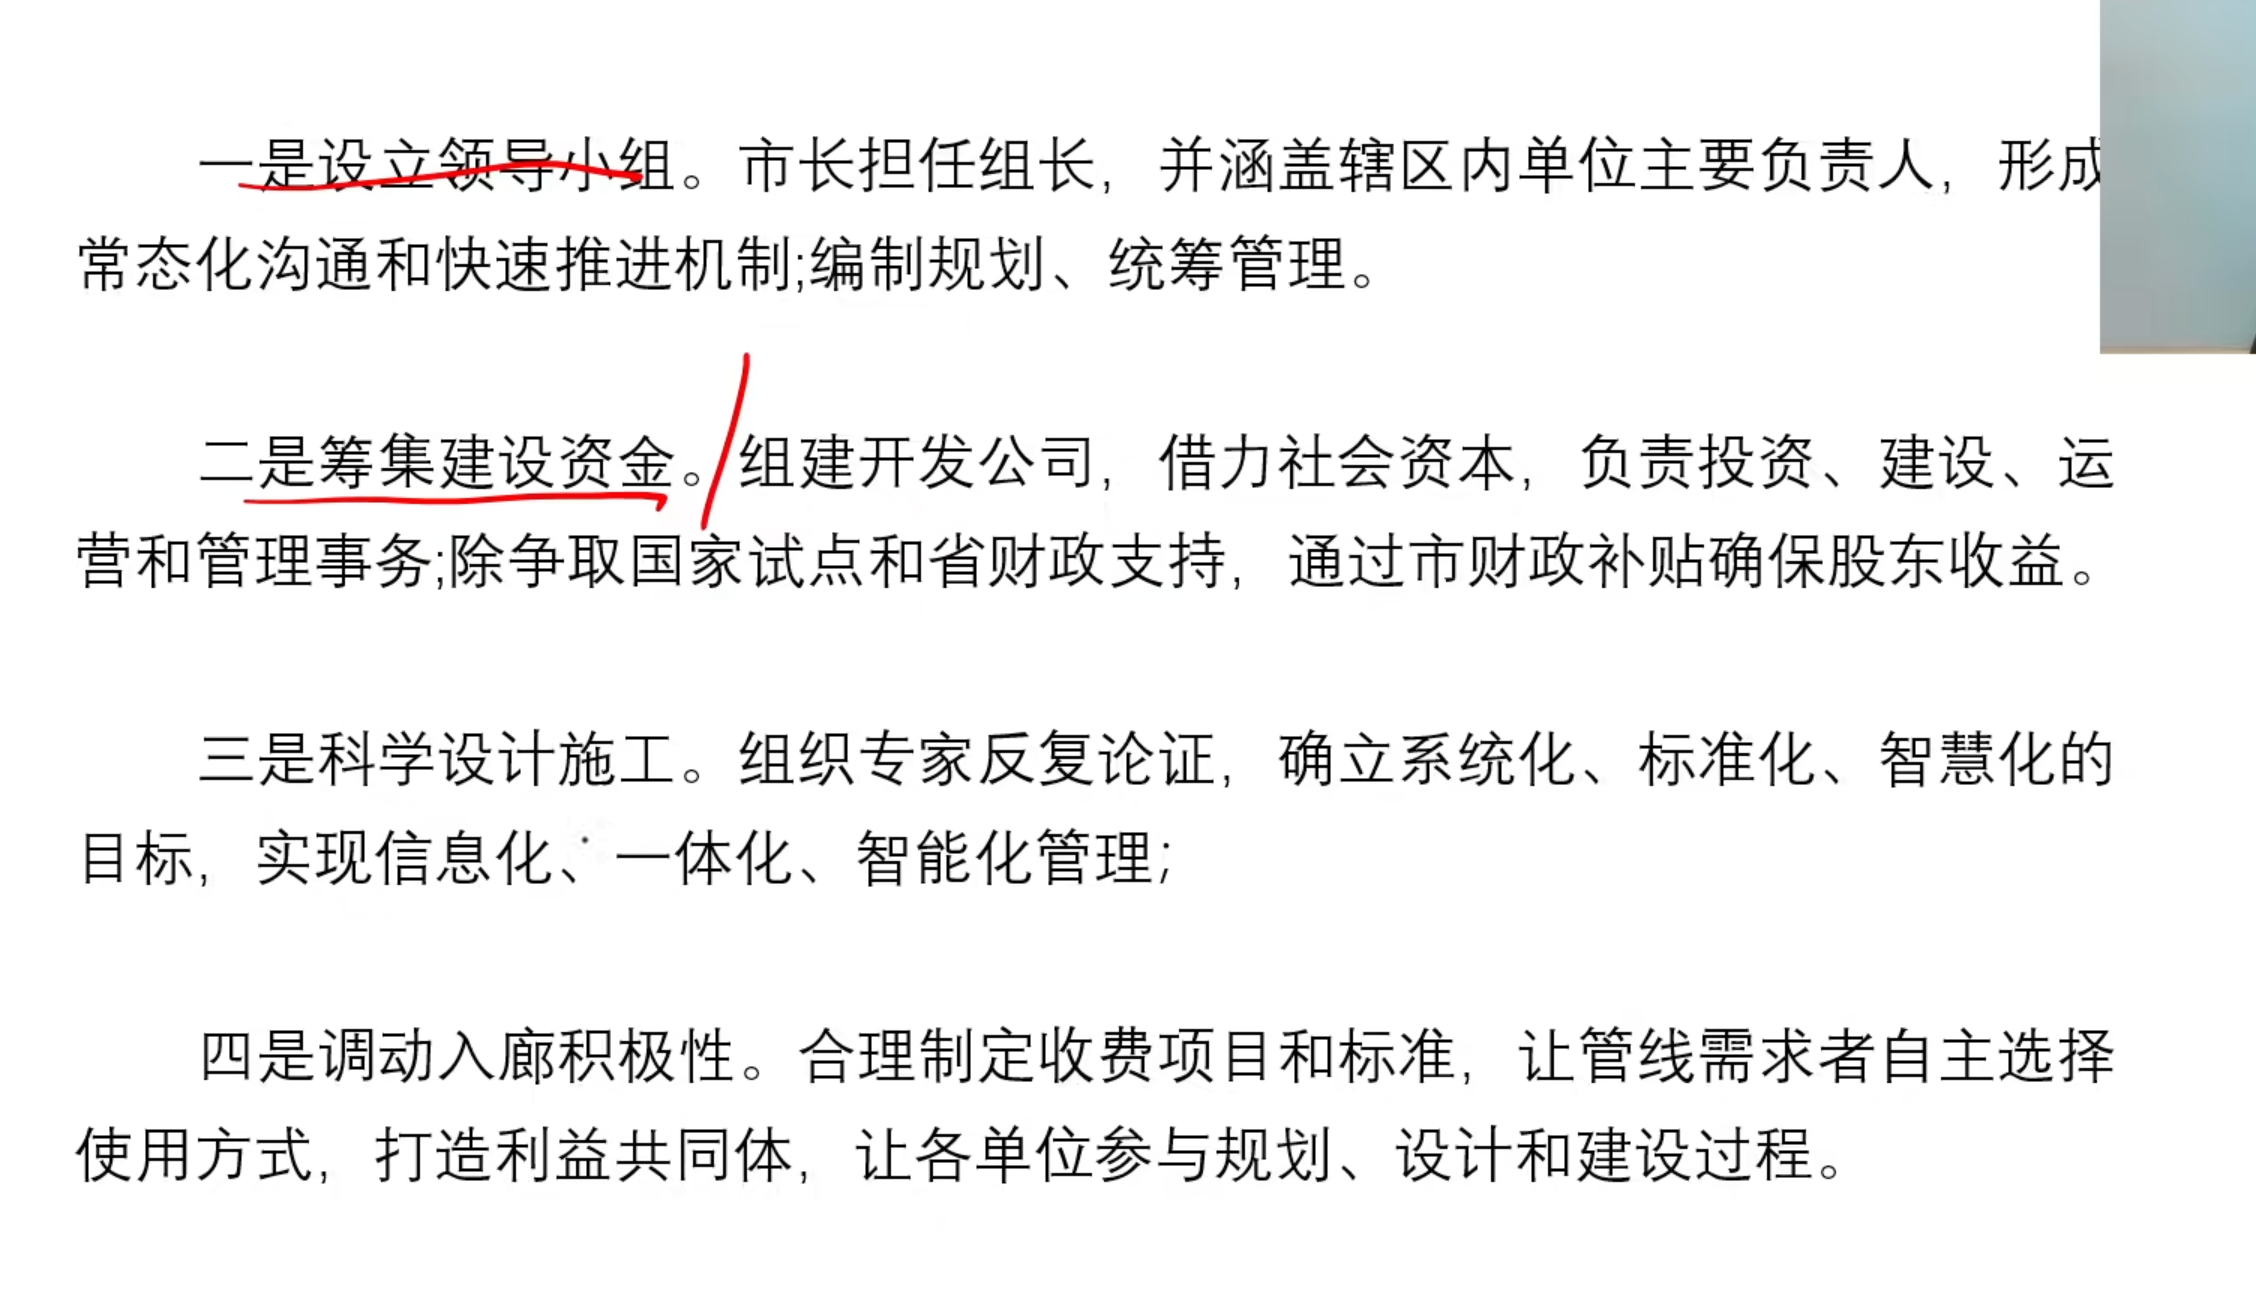 一是设立领导小组。市长担任组长，并涵盖辖区内单位主要负责人，形成
常态化沟通和快速推进机制;编制规划、统筹管理。
二是筹集建设资金。组建开发公司，借力社会资本，负责投资、建设、运
营和管理事务;除争取国家试点和省财政支持，通过市财政补贴确保股东收益。
三是科学设计施工。组织专家反复论证，确立系统化、标准化、智慧化的
目标，实现信息化、一体化、智能化管理;
四是调动入廊积极性。合理制定收费项目和标准，让管线需求者自主选择
使用方式，打造利益共同体，让各单位参与规划、设计和建设过程。